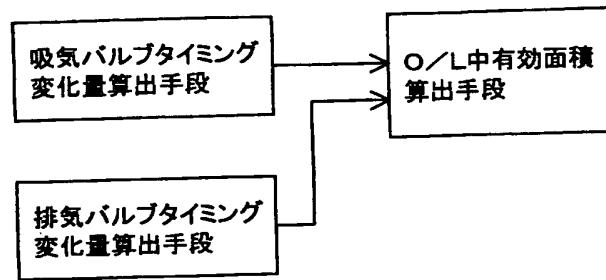 吸気バルブタイミング
変化量算出手段
O/L中有効面積
算出手段
排気バルブタイミング
変化量算出手段